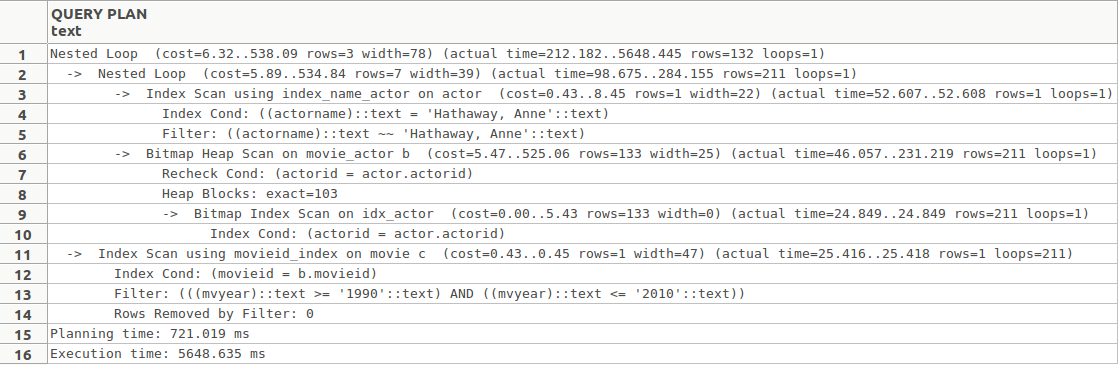 QUERY PLAN
text
1 Nested Loop  (cost=6.32..538.09 rows=3 width=78) (actual time=212.182..5648.445 rows=132 loops=1)
2   ->  Nested Loop  (cost=5.89..534.84 rows=7 width=39) (actual time=98.675..284.155 rows=211 loops=1)
3         ->  Index Scan using index_name_actor on actor  (cost=0.43..8.45 rows=1 width=22) (actual time=52.607..52.608 rows=1 loops=1)
4               Index Cond: ((actorname)::text = 'Hathaway, Anne'::text)
5               Filter: ((actorname)::text ~~ 'Hathaway, Anne'::text)
6         ->  Bitmap Heap Scan on movie_actor b  (cost=5.47..525.06 rows=133 width=25) (actual time=46.057..231.219 rows=211 loops=1)
7               Recheck Cond: (actorid = actor.actorid)
8               Heap Blocks: exact=103
9               ->  Bitmap Index Scan on idx_actor  (cost=0.00..5.43 rows=133 width=0) (actual time=24.849..24.849 rows=211 loops=1)
10                    Index Cond: (actorid = actor.actorid)
11   ->  Index Scan using movieid_index on movie c  (cost=0.43..0.45 rows=1 width=47) (actual time=25.416..25.418 rows=1 loops=211)
12         Index Cond: (movieid = b.movieid)
13         Filter: (((mvyear)::text >= '1990'::text) AND ((mvyear)::text <= '2010'::text))
14         Rows Removed by Filter: 0
15 Planning time: 721.019 ms
16 Execution time: 5648.635 ms